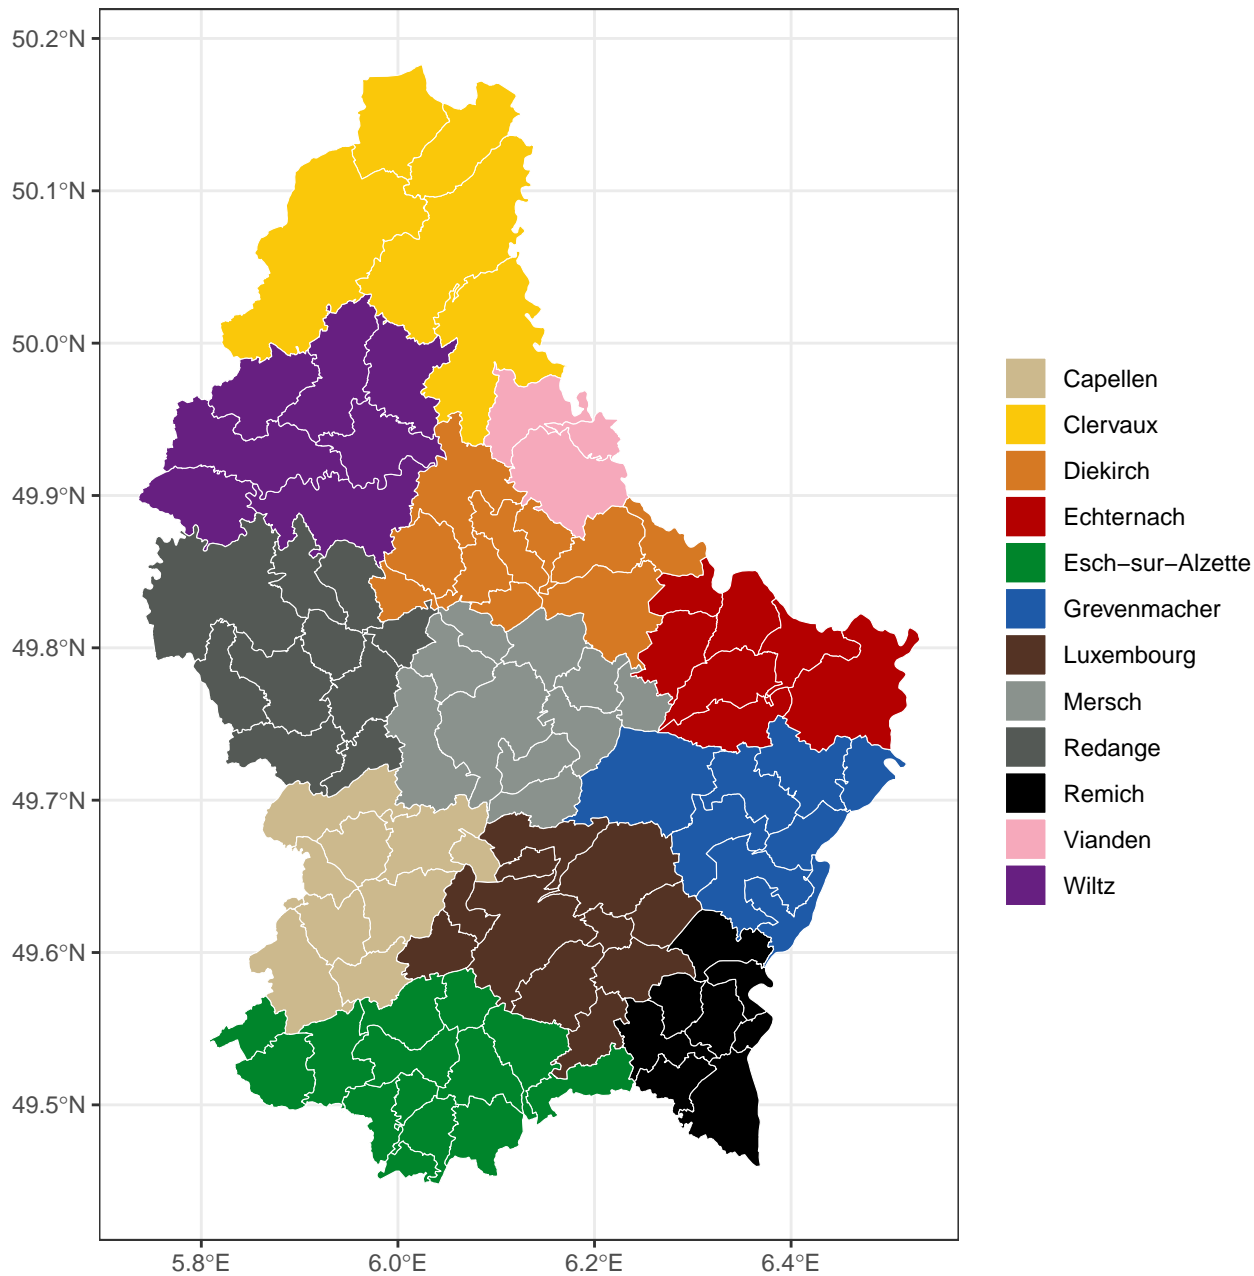 50.2°N
50.1°N
50.0°N
49.9°N
49.8°N
49.7°N
49.6°N
49.5°N
5.8°E
6.0°E
6.2°E
6.4°E
Capellen
Clervaux
Diekirch
Echternach
Esch−sur−Alzette
Grevenmacher
Luxembourg
Mersch
Redange
Remich
Vianden
Wiltz